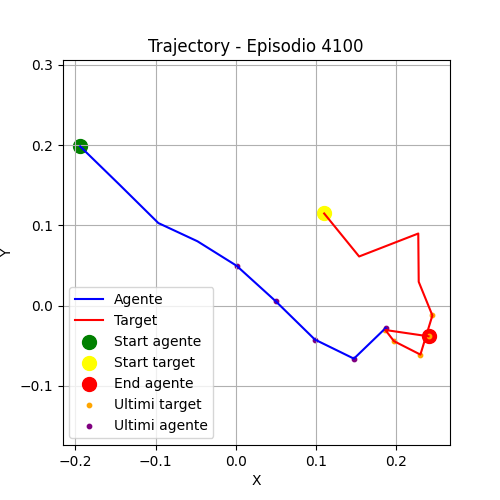 Trajectory - Episodio 4100
0.3
0.2
0.1
0.0
−0.1
Y
Agente
Target
Start agente
Start target
End agente
Ultimi target
Ultimi agente
−0.2 −0.1 0.0 0.1 0.2
X